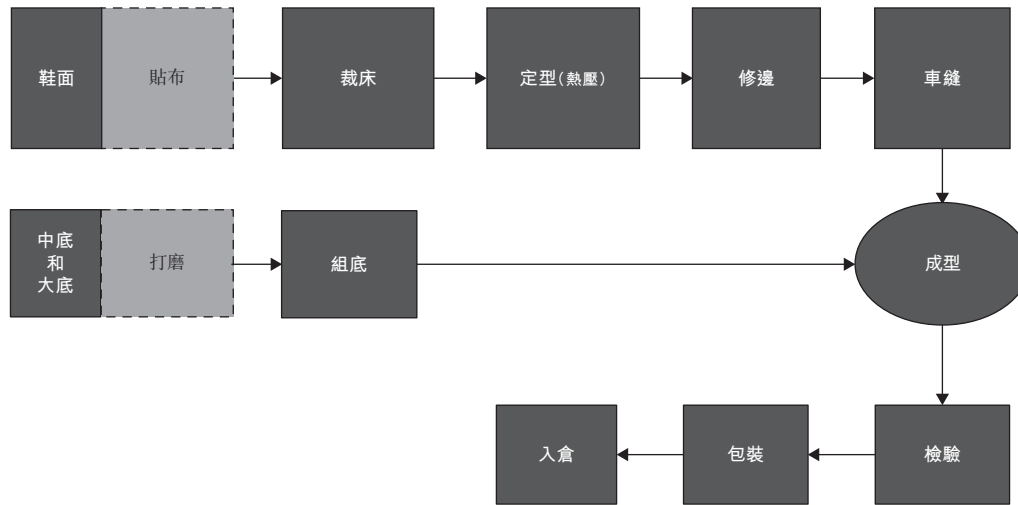 鞋面
貼布
裁床
定型(熱壓)
修邊
車縫
中底
和
大底
打磨
組底
成型
入倉
包裝
檢驗